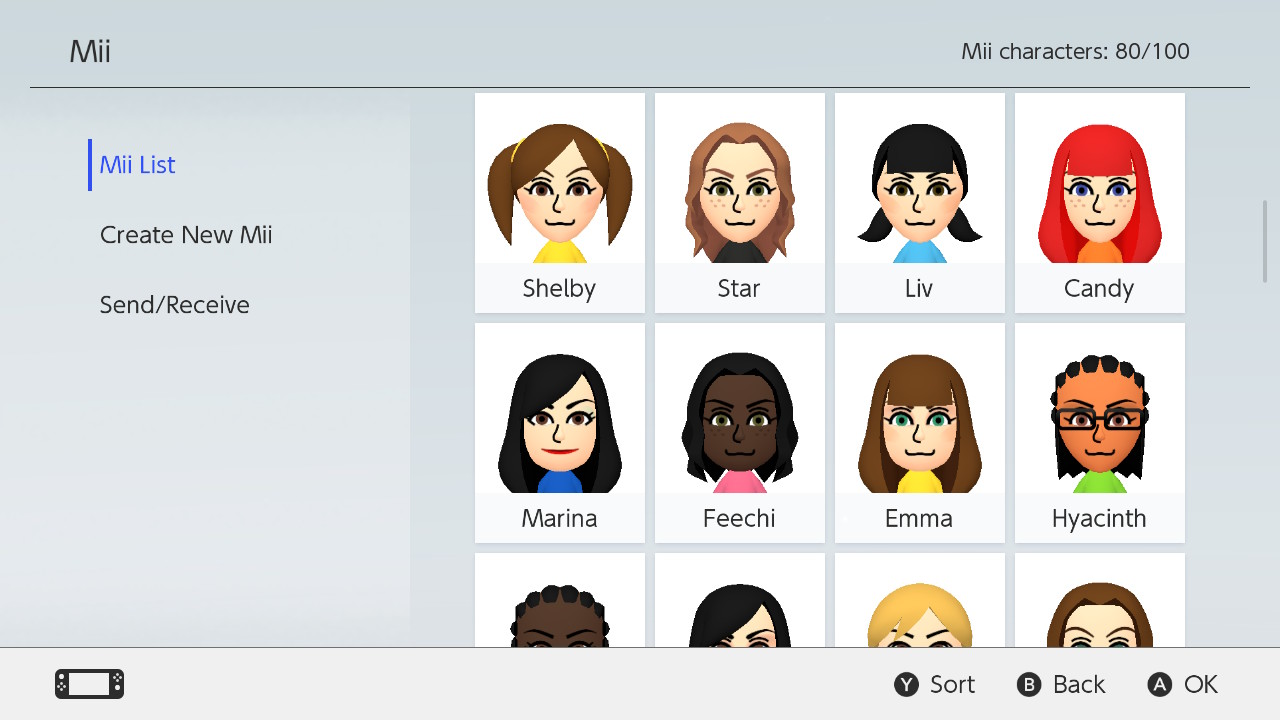 Mii
Mii characters: 80/100
Mii List
Create New Mii
Send/Receive
Shelby
Star
Liv
Candy
Marina
Feechi
Emma
Hyacinth
Y Sort
B Back
A OK